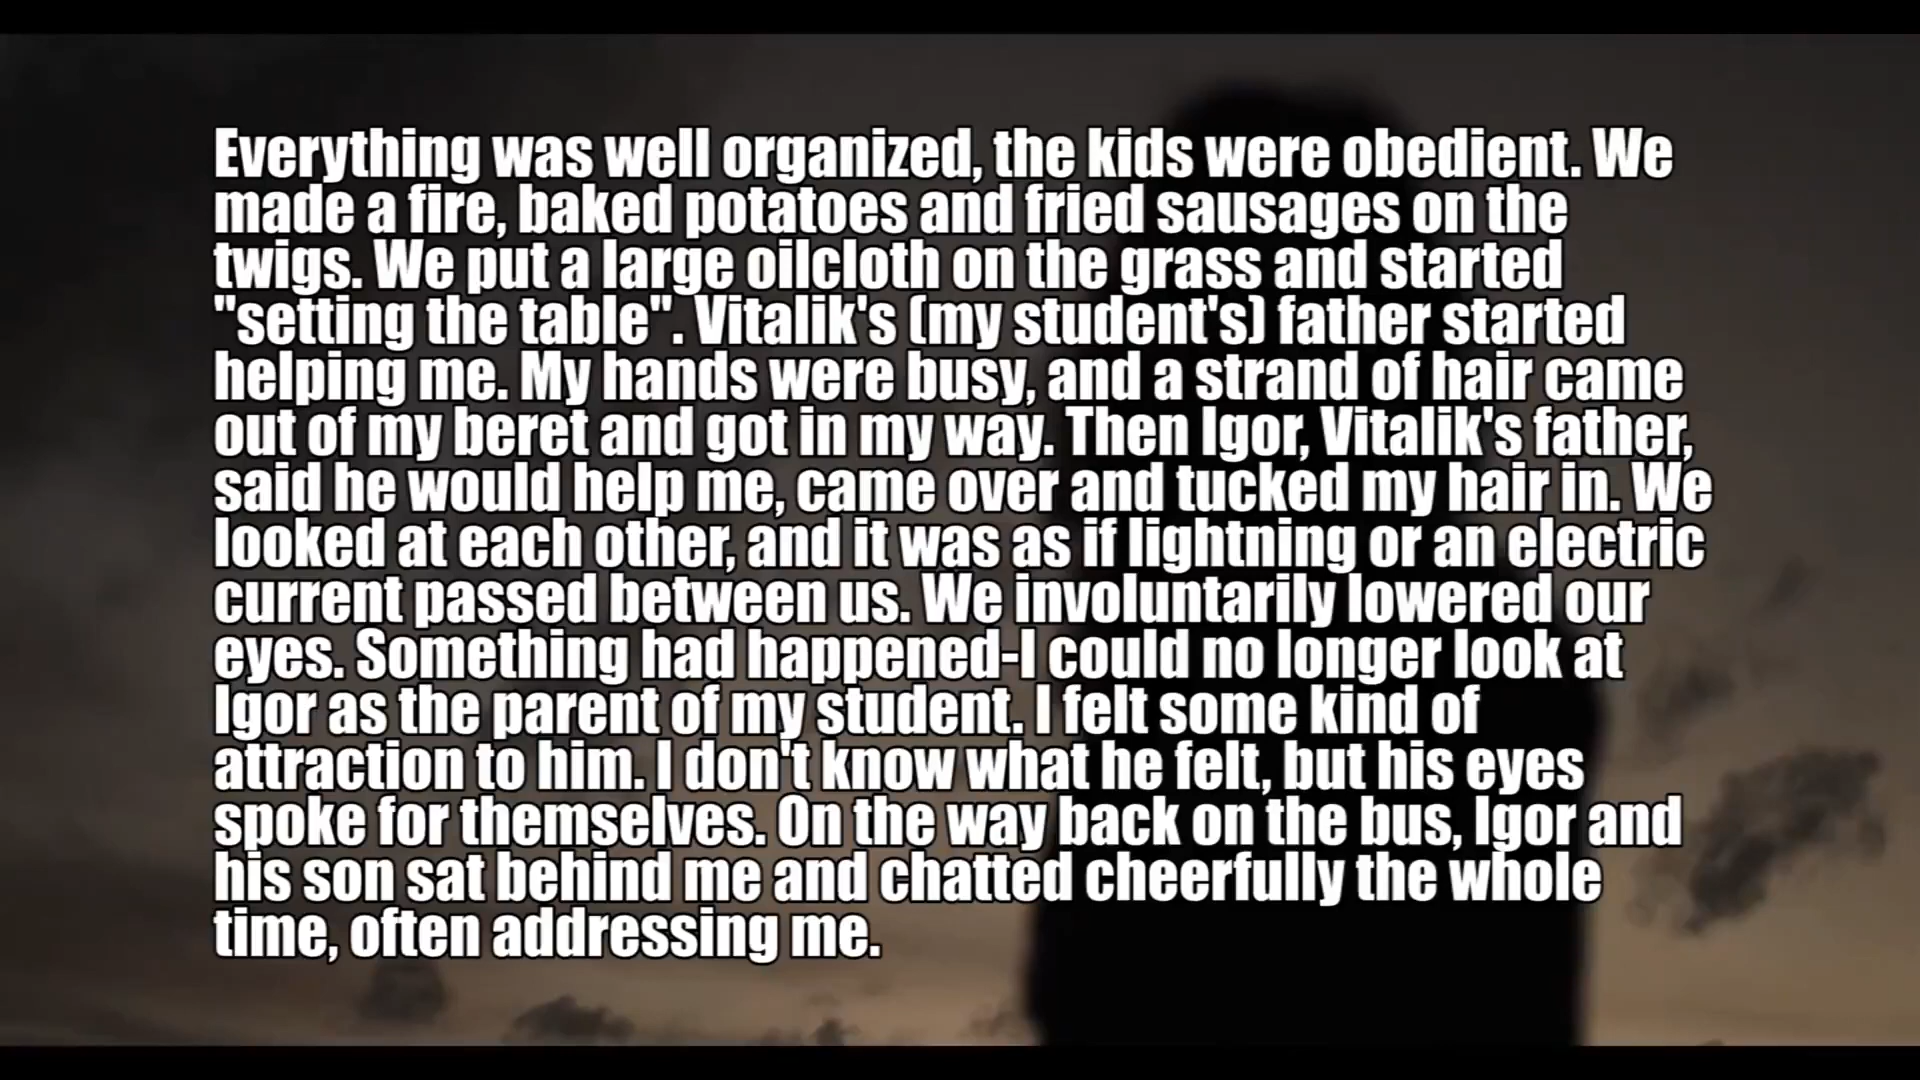 Everything was well organized, the kids were obedient. We
made a fire, baked potatoes and fried sausages on the
twigs. We put a large oilcloth on the grass and started
"setting the table". Vitalik's (my student's) father started
helping me. My hands were busy, and a strand of hair came
out of my beret and got in my way. Then Igor, Vitalik's father,
said he would help me, came over and tucked my hair in. We
looked at each other, and it was as if lightning or an electric
current passed between us. We involuntarily lowered our
eyes. Something had happened-I could no longer look at
Igor as the parent of my student. I felt some kind of
attraction to him. I don't know what he felt, but his eyes
spoke for themselves. On the way back on the bus, Igor and
his son sat behind me and chatted cheerfully the whole
time, often addressing me.